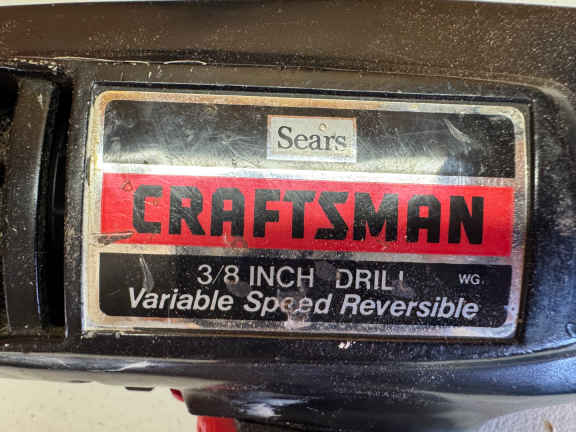 Sears
CRAFTSMAN
3/8 INCH DRILL WG
Variable Speed Reversible